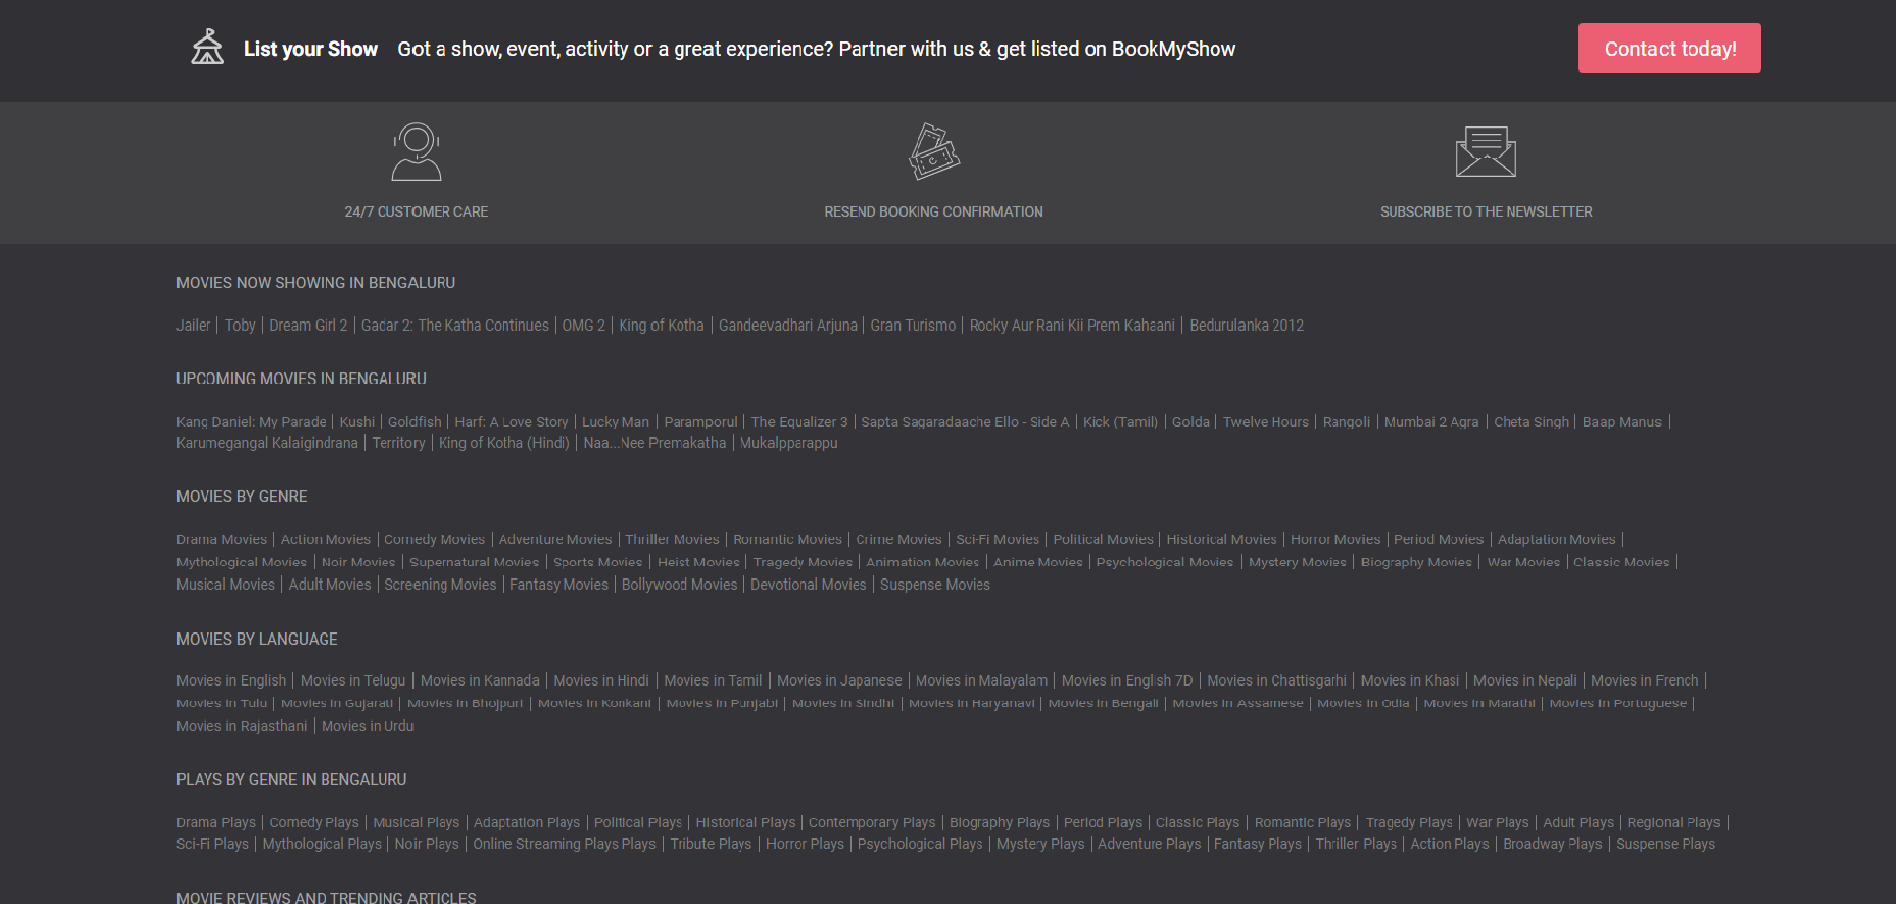 List your Show Got a show, event, activity or a great experience? Partner with us & get listed on BookMyShow Contact today!
24/7 CUSTOMER CARE RESEND BOOKING CONFIRMATION SUBSCRIBE TO THE NEWSLETTER
MOVIES NOW SHOWING IN BENGALURU
Jailer | Toby | Dream Girl 2 | Gadar 2: The Katha Continues | OMG 2 | King of Kotha | Gandeevadhari Arjuna | Gran Turismo | Rocky Aur Rani Kii Prem Kahaani | Bedurulanka 2012
UPCOMING MOVIES IN BENGALURU
Kang Daniel: My Parade | Kushi | Goldfish | Harf: A Love Story | Lucky Man | Paramporul | The Equalizer 3 | Sapta Sagaradaache Ello - Side A | Kick (Tamil) | Golda | Twelve Hours | Rangoli | Mumbai 2 Agra | Cheta Singh | Baap Manus |
Karumegangal Kalaigindrana | Territory | King of Kotha (Hindi) | Naa...Nee Premakatha | Mukalpparappu
MOVIES BY GENRE
Drama Movies | Action Movies | Comedy Movies | Adventure Movies | Thriller Movies | Romantic Movies | Crime Movies | Sci-Fi Movies | Political Movies | Historical Movies | Horror Movies | Period Movies | Adaptation Movies |
Mythological Movies | Noir Movies | Supernatural Movies | Sports Movies | Heist Movies | Tragedy Movies | Animation Movies | Anime Movies | Psychological Movies | Mystery Movies | Biography Movies | War Movies | Classic Movies |
Musical Movies | Adult Movies | Screening Movies | Fantasy Movies | Bollywood Movies | Devotional Movies | Suspense Movies
MOVIES BY LANGUAGE
Movies in English | Movies in Telugu | Movies in Kannada | Movies in Hindi | Movies in Tamil | Movies in Japanese | Movies in Malayalam | Movies in English 7D | Movies in Chattisgarhi | Movies in Khasi | Movies in Nepali | Movies in French |
Movies in Tulu | Movies in Gujarati | Movies in Bhojpuri | Movies in Konkani | Movies in Punjabi | Movies in Sindhi | Movies in Haryanavi | Movies in Bengali | Movies in Assamese | Movies in Odia | Movies in Marathi | Movies in Portuguese |
Movies in Rajasthani | Movies in Urdu
PLAYS BY GENRE IN BENGALURU
Drama Plays | Comedy Plays | Musical Plays | Adaptation Plays | Political Plays | Historical Plays | Contemporary Plays | Biography Plays | Period Plays | Classic Plays | Romantic Plays | Tragedy Plays | War Plays | Adult Plays | Regional Plays |
Sci-Fi Plays | Mythological Plays | Noir Plays | Online Streaming Plays Plays | Tribute Plays | Horror Plays | Psychological Plays | Mystery Plays | Adventure Plays | Fantasy Plays | Thriller Plays | Action Plays | Broadway Plays | Suspense Plays
MOVIE REVIEWS AND TRENDING ARTICLES